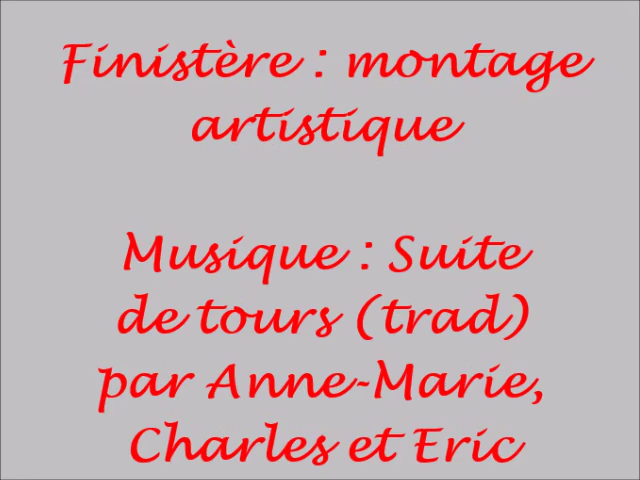 Finistère : montage
artistique
Musique : Suite
de tours (trad)
par Anne-Marie,
Charles et Eric